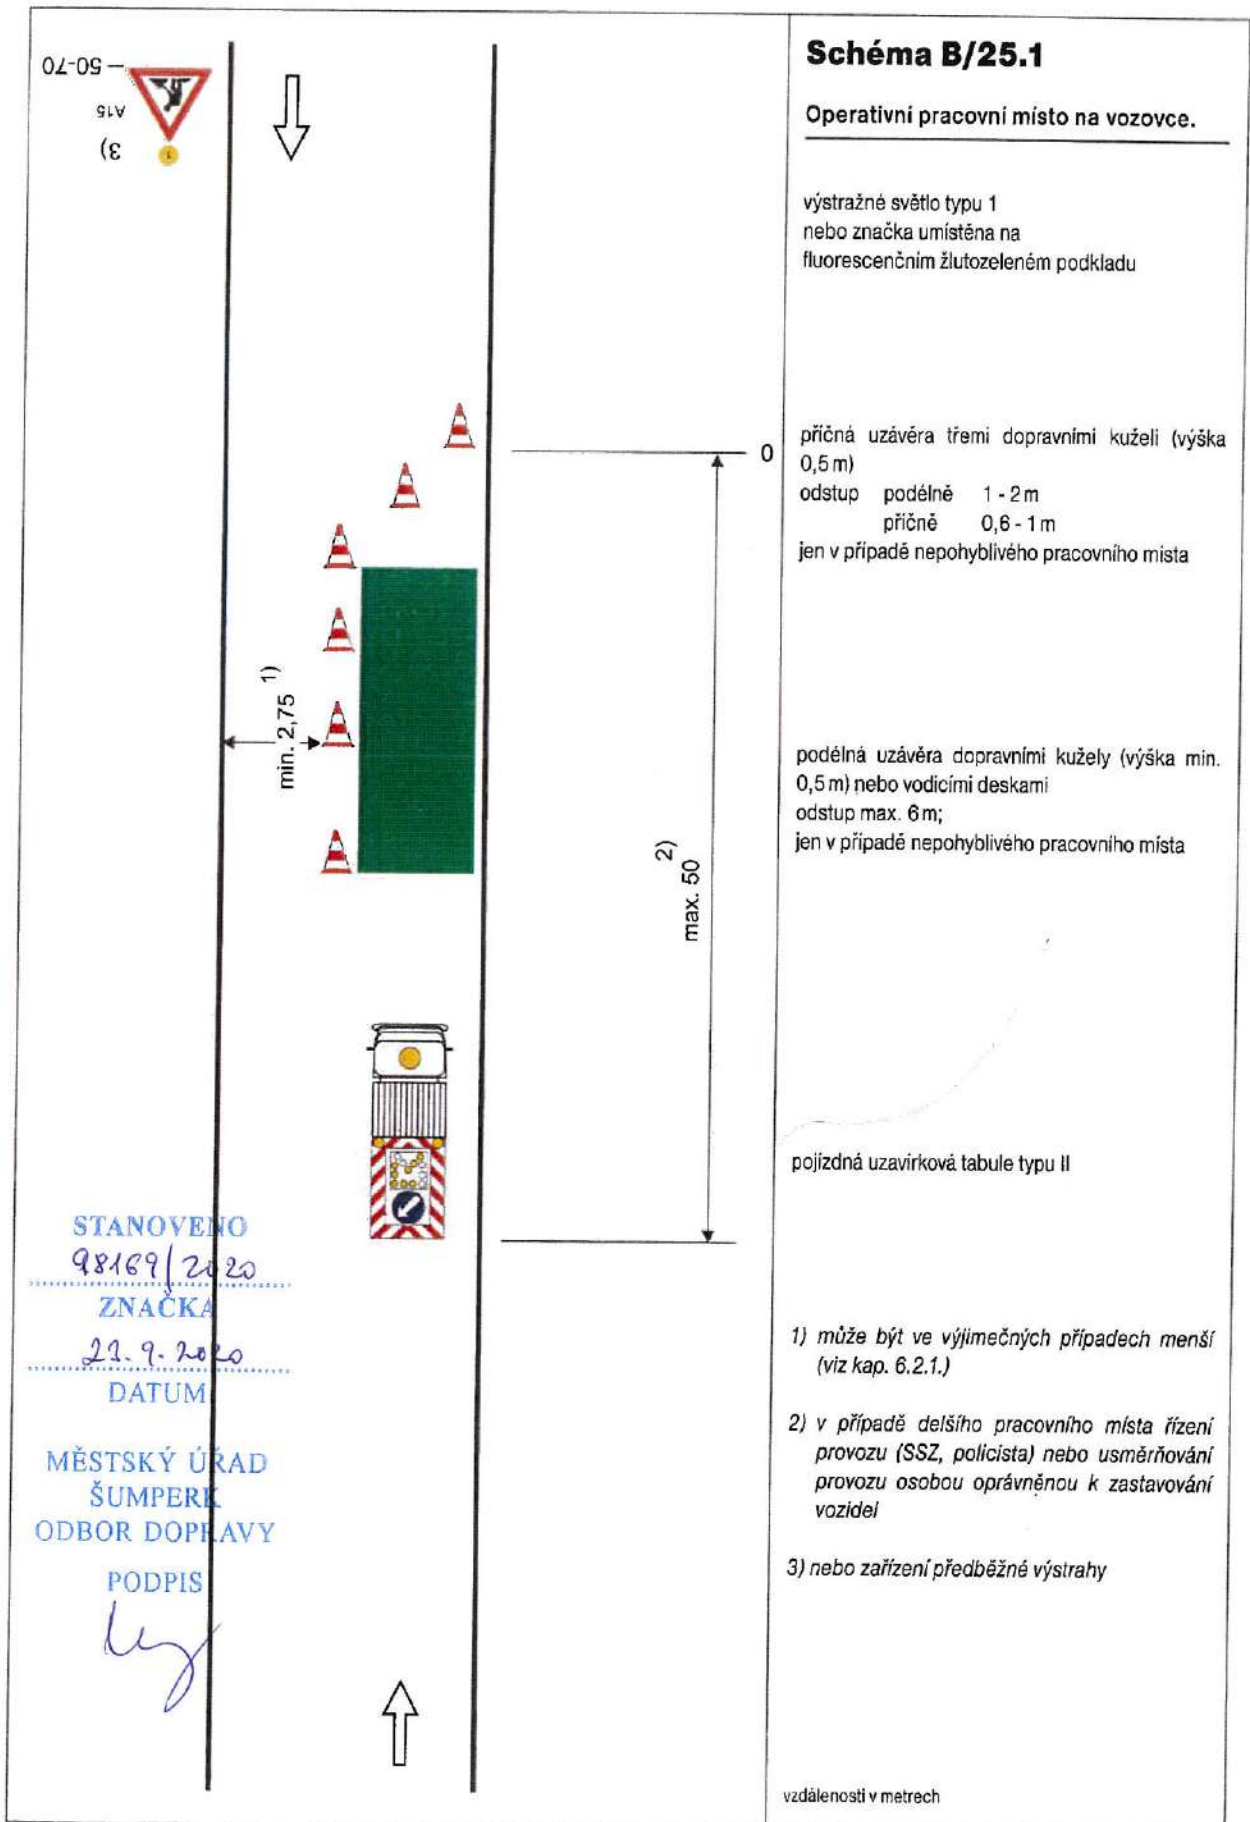 Schéma B/25.1
Operativní pracovní místo na vozovce.
50-70
A15
3)
výstražné světlo typu 1
nebo značka umístěna na
fluorescenčním žlutozeleném podkladu
0
příčná uzávěra třemi dopravními kuželi (výška
0,5 m)
odstup podélně 1 - 2 m
příčně 0,6 - 1 m
jen v případě nepohyblivého pracovního místa
min. 2,75 1)
podélná uzávěra dopravními kužely (výška min.
0,5 m) nebo vodicími deskami
odstup max. 6 m;
jen v případě nepohyblivého pracovního místa
max. 50 2)
pojízdná uzavírková tabule typu II
STANOVENO
98169/2020
ZNAČKA
23. 9. 2020
DATUM
MĚSTSKÝ ÚŘAD
ŠUMPERK
ODBOR DOPRAVY
PODPIS
1) může být ve výjimečných případech menší
(viz kap. 6.2.1.)
2) v případě delšího pracovního místa řízení
provozu (SSZ, policista) nebo usměrňování
provozu osobou oprávněnou k zastavování
vozidel
3) nebo zařízení předběžné výstrahy
vzdálenosti v metrech